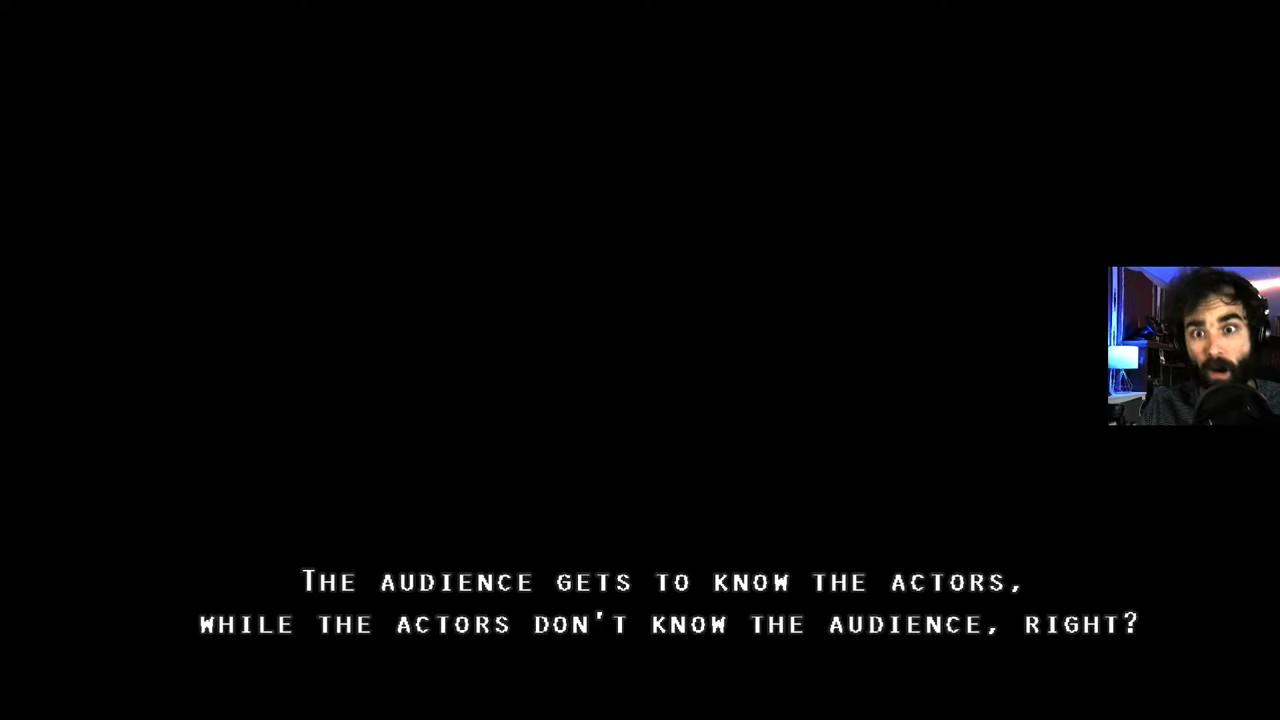 The audience gets to know the actors,
while the actors don't know the audience, right?